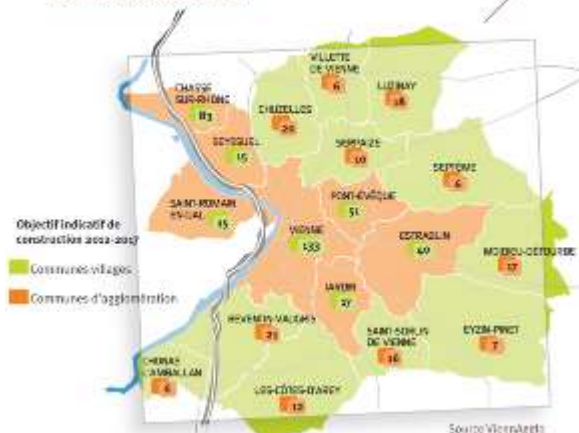 VILLETTE
DE VIENNE
6
LUZINAY
18
CHASSE
SUR-RHÔNE
83
CHUZELLES
20
SEYSSUEL
15
SERPAIZE
10
SEPTÈME
6
SAINT-ROMAIN
EN-GAL
15
PONT-ÉVÊQUE
51
VIENNE
133
ESTRABLIN
40
MOIDIEU-DÉTOURBE
17
Objectif indicatif de
construction 2012-2017
Communes villages
Communes d'agglomération
JARDIN
27
REVENTIN-VAUGRIS
21
SAINT-SORLIN
DE VIENNE
16
EYZIN-PINET
7
CHONAS
L'AMBALLAN
6
LES-CÔTES-D'AREY
12
Source ViennAgglo